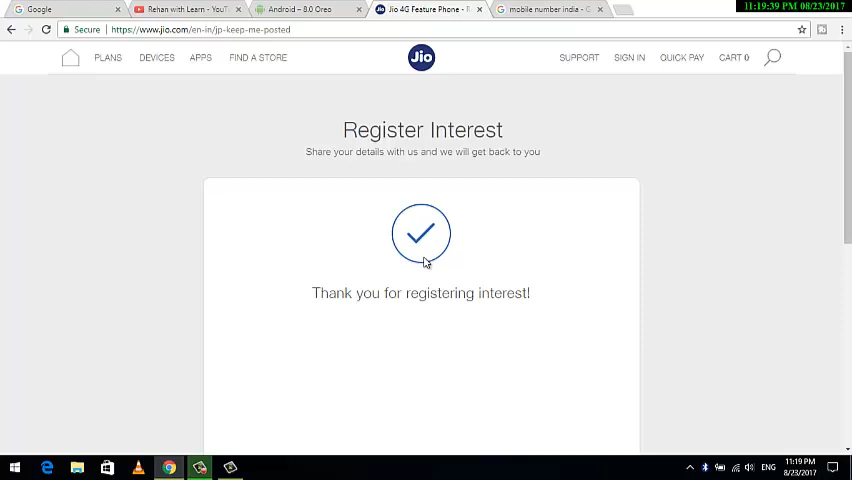 11:19:39 PM 08/23/2017
Google
Rehan with Learn - YouT
Android – 8.0 Oreo
Jio 4G Feature Phone - R
mobile number india - G
Secure
https://www.jio.com/en-in/jp-keep-me-posted
PLANS
DEVICES
APPS
FIND A STORE
Jio
SUPPORT
SIGN IN
QUICK PAY
CART 0
Register Interest
Share your details with us and we will get back to you
Thank you for registering interest!
ENG
11:19 PM
8/23/2017